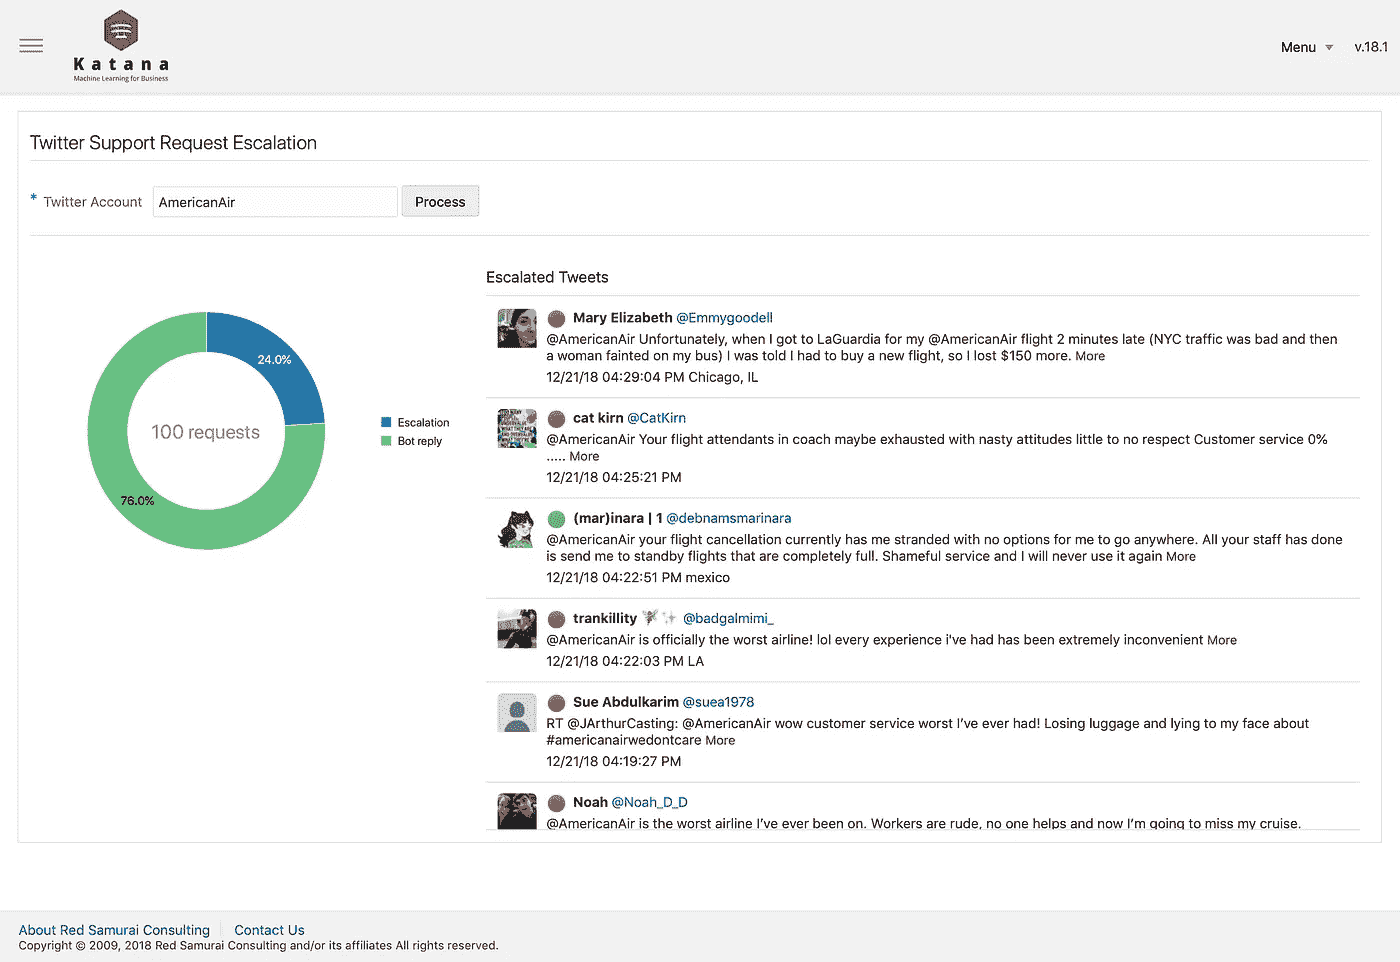 Katana
Machine Learning for Business
Menu
v.18.1
Twitter Support Request Escalation
* Twitter Account
AmericanAir
Process
24.0%
100 requests
76.0%
Escalation
Bot reply
Escalated Tweets
Mary Elizabeth @Emmygoodell
@AmericanAir Unfortunately, when I got to LaGuardia for my @AmericanAir flight 2 minutes late (NYC traffic was bad and then
a woman fainted on my bus) I was told I had to buy a new flight, so I lost $150 more. More
12/21/18 04:29:04 PM Chicago, IL
cat kirn @CatKirn
@AmericanAir Your flight attendants in coach maybe exhausted with nasty attitudes little to no respect Customer service 0%
..... More
12/21/18 04:25:21 PM
(mar)inara | 1 @debnamsmarinara
@AmericanAir your flight cancellation currently has me stranded with no options for me to go anywhere. All your staff has done
is send me to standby flights that are completely full. Shameful service and I will never use it again More
12/21/18 04:22:51 PM mexico
trankillity @badgalmimi_
@AmericanAir is officially the worst airline! lol every experience i've had has been extremely inconvenient More
12/21/18 04:22:03 PM LA
Sue Abdulkarim @suea1978
RT @JArthurCasting: @AmericanAir wow customer service worst I've ever had! Losing luggage and lying to my face about
#americanairwedontcare More
12/21/18 04:19:27 PM
Noah @Noah_D_D
@AmericanAir is the worst airline I've ever been on. Workers are rude, no one helps and now I'm going to miss my cruise.
About Red Samurai Consulting
Contact Us
Copyright © 2009, 2018 Red Samurai Consulting and/or its affiliates All rights reserved.